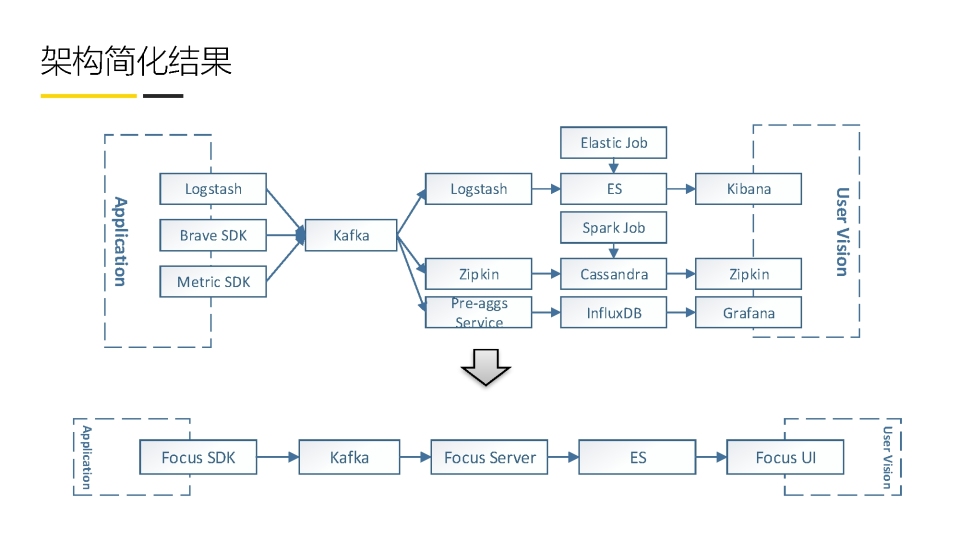 架构简化结果
Application
Logstash
Brave SDK
Metric SDK
Kafka
Logstash
Zipkin
Pre-aggs
Service
Elastic Job
ES
Spark Job
Cassandra
InfluxDB
Kibana
Zipkin
Grafana
User Vision
Application
Focus SDK
Kafka
Focus Server
ES
Focus UI
User Vision